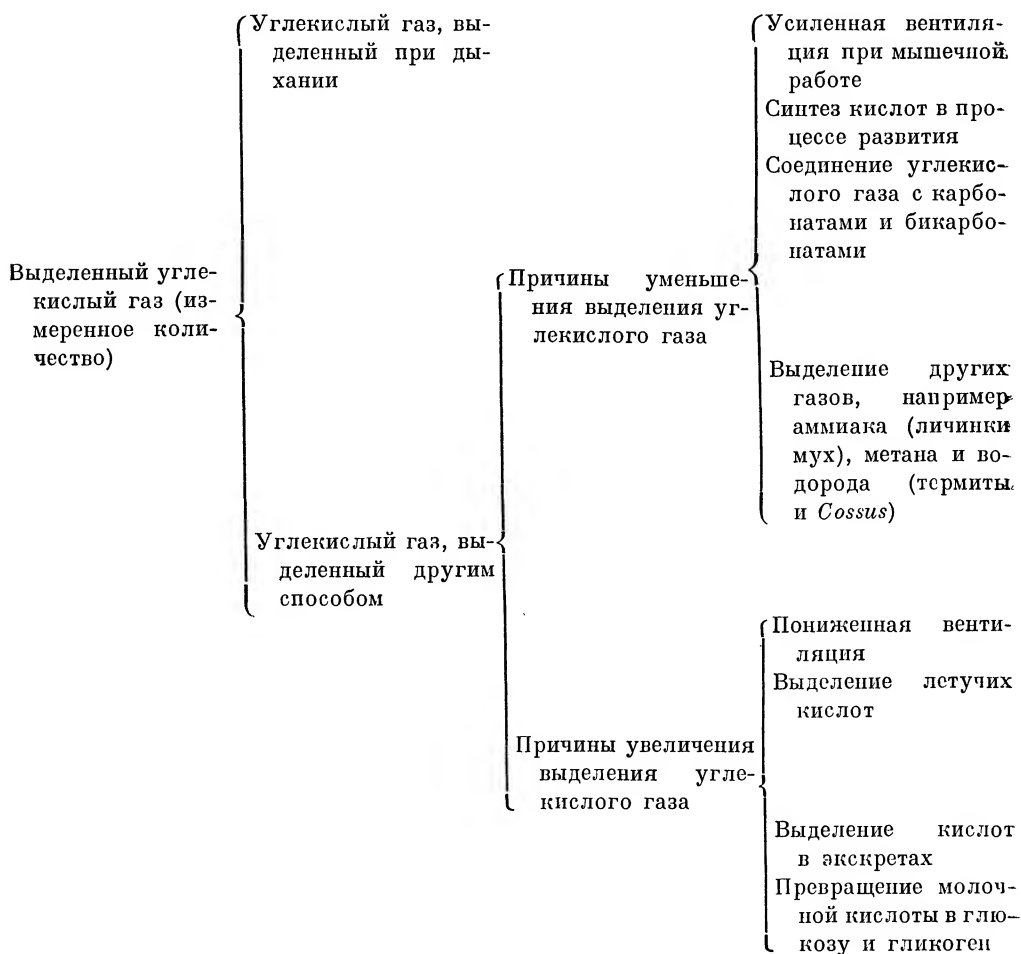 Углекислый газ, вы-
деленный при ды-
хании
Усиленная вентиля-
ция при мышечной
работе
Синтез кислот в про-
цессе развития
Соединение углекис-
лого газа с карбо-
натами и бикарбо-
натами
Выделенный угле-
кислый газ (из-
меренное коли-
чество)
Причины уменьше-
ния выделения уг-
лекислого газа
Выделение других
газов, например
аммиака (личинки
мух), метана и во-
дорода (термиты
и Cossus)
Углекислый газ, вы-
деленный другим
способом
Пониженная венти-
ляция
Выделение летучих
кислот
Причины увеличения
выделения угле-
кислого газа
Выделение кислот
в экскретах
Превращение молоч-
ной кислоты в глю-
козу и гликоген